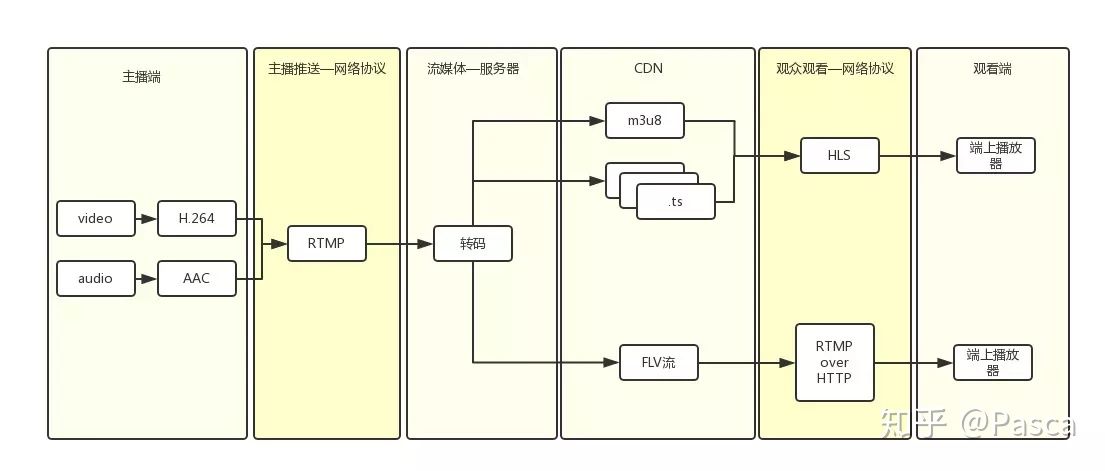 主播端
主播推送—网络协议
流媒体—服务器
CDN
观众观看—网络协议
观看端
video
H.264
audio
AAC
RTMP
转码
m3u8
.ts
FLV流
HLS
RTMP
over
HTTP
端上播放
器
端上播放
器
知乎 @Pasca